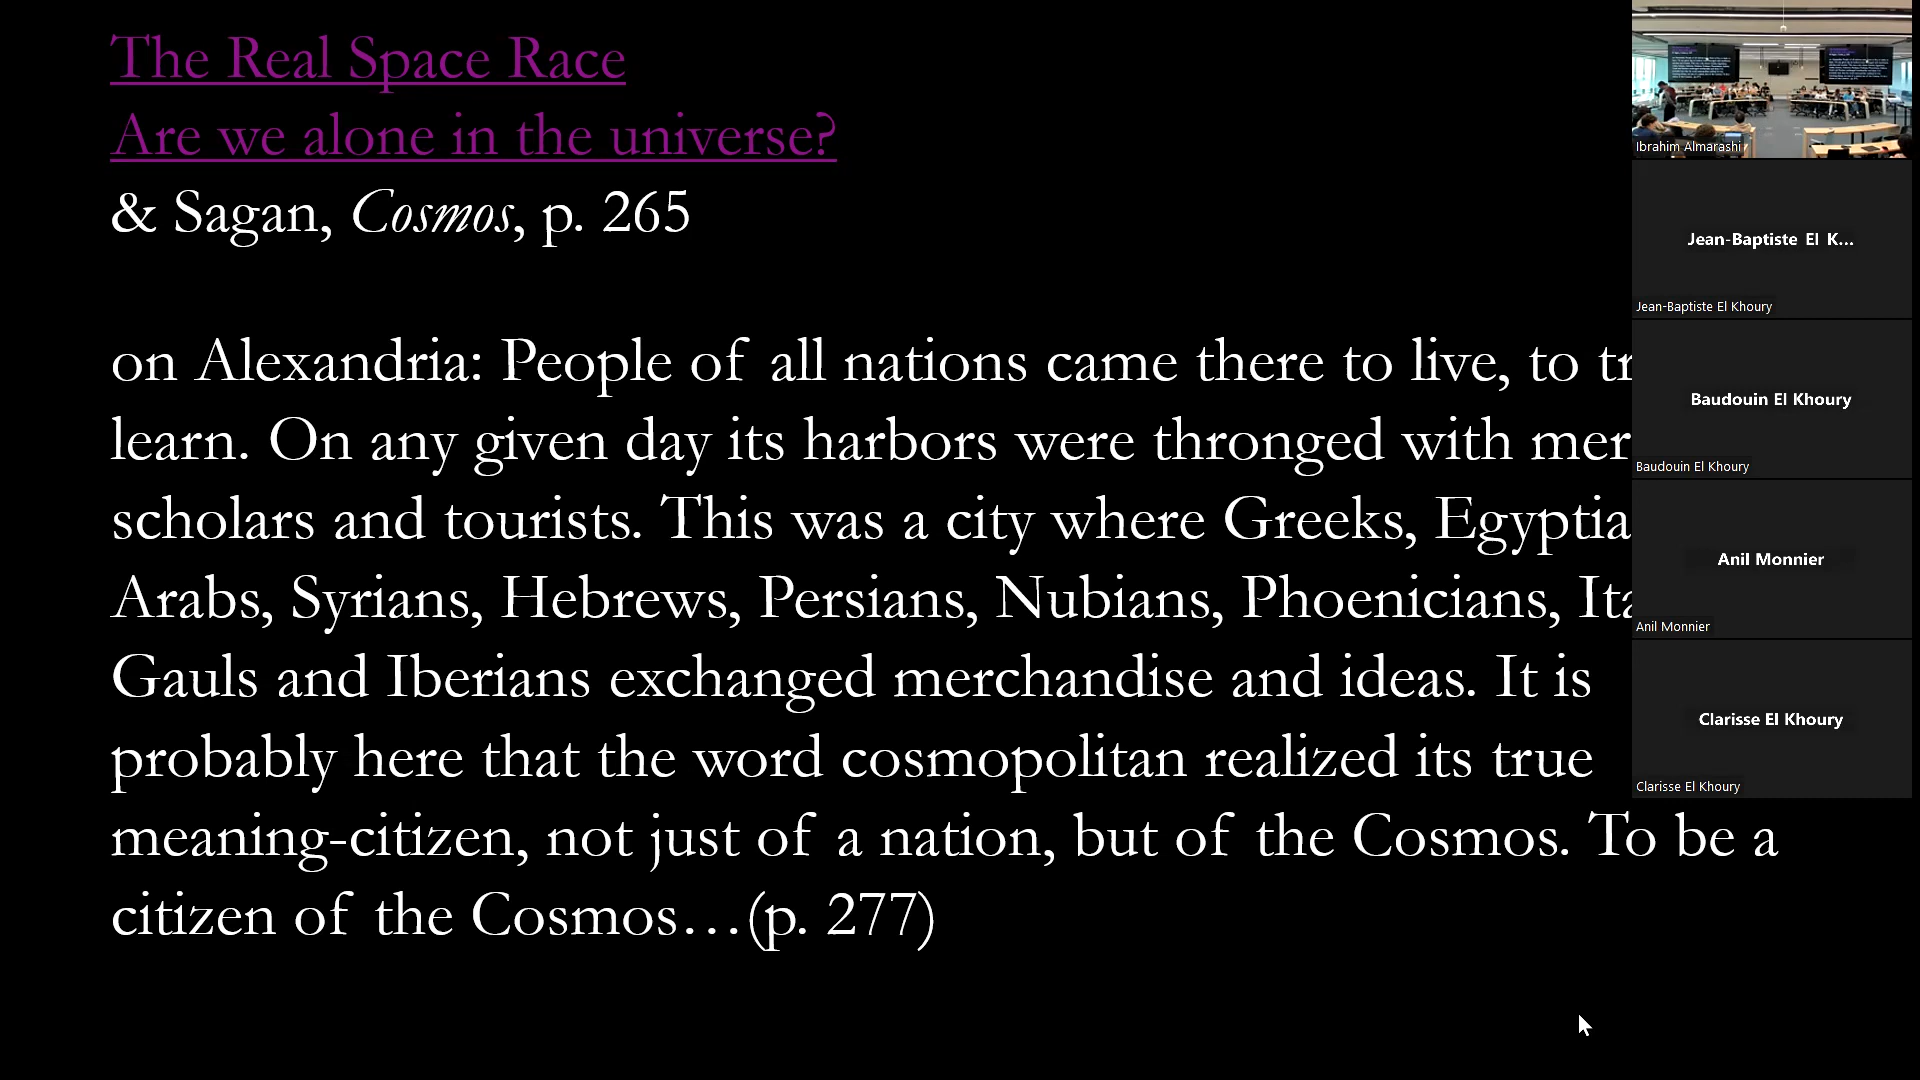 The Real Space Race
Are we alone in the universe?
& Sagan, Cosmos, p. 265
on Alexandria: People of all nations came there to live, to
learn. On any given day its harbors were thronged with
scholars and tourists. This was a city where Greeks,
Arabs, Syrians, Hebrews, Persians, Nubians, Phoenicians,
Gauls and Iberians exchanged merchandise and ideas. It is
probably here that the word cosmopolitan realized its true
meaning-citizen, not just of a nation, but of the Cosmos. To be a
citizen of the Cosmos…(p. 277)
Ibrahim Almarashi
Jean-Baptiste El K...
Jean-Baptiste El Khoury
Baudouin El Khoury
Baudouin El Khoury
Anil Monnier
Anil Monnier
Clarisse El Khoury
Clarisse El Khoury